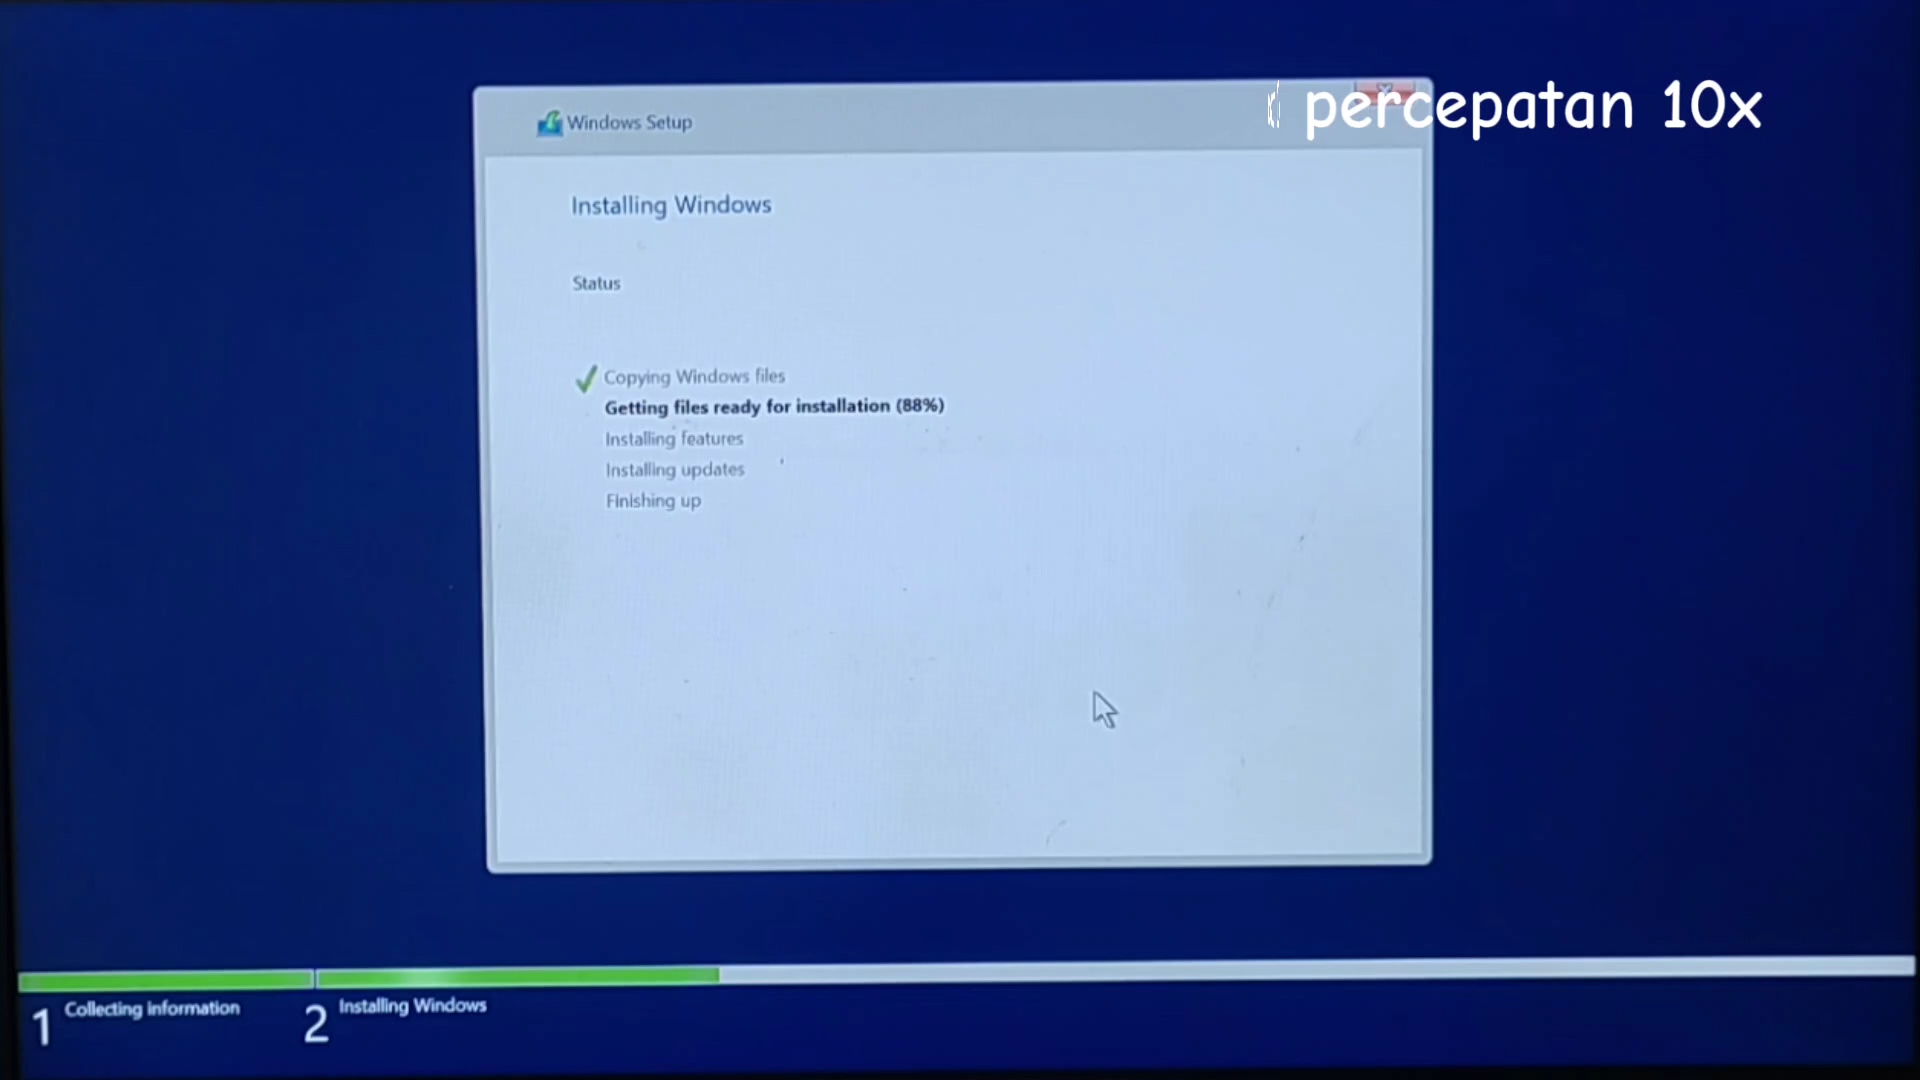 percepatan 10x
Windows Setup
Installing Windows
Status
Copying Windows files
Getting files ready for installation (88%)
Installing features
Installing updates
Finishing up
1 Collecting information
2 Installing Windows